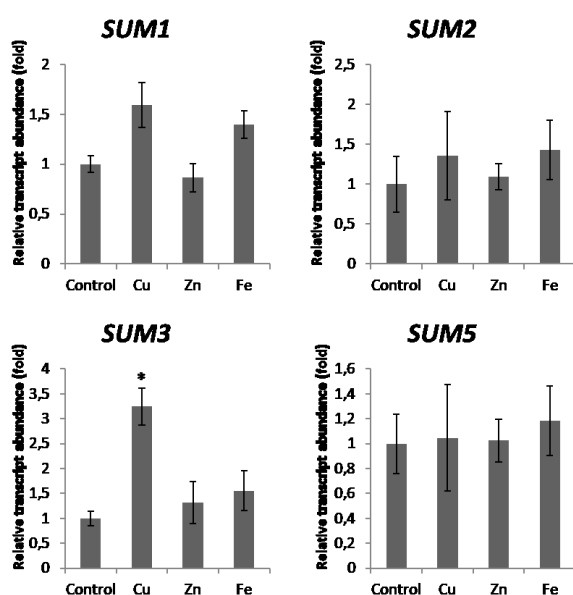 SUM1
Relative transcript abundance (fold)
2
1,5
1
0,5
0
Control Cu Zn Fe
SUM2
Relative transcript abundance (fold)
2,5
2
1,5
1
0,5
0
Control Cu Zn Fe
SUM3
Relative transcript abundance (fold)
4
3,5
3
2,5
2
1,5
1
0,5
0
*
Control Cu Zn Fe
SUM5
Relative transcript abundance (fold)
1,6
1,4
1,2
1
0,8
0,6
0,4
0,2
0
Control Cu Zn Fe